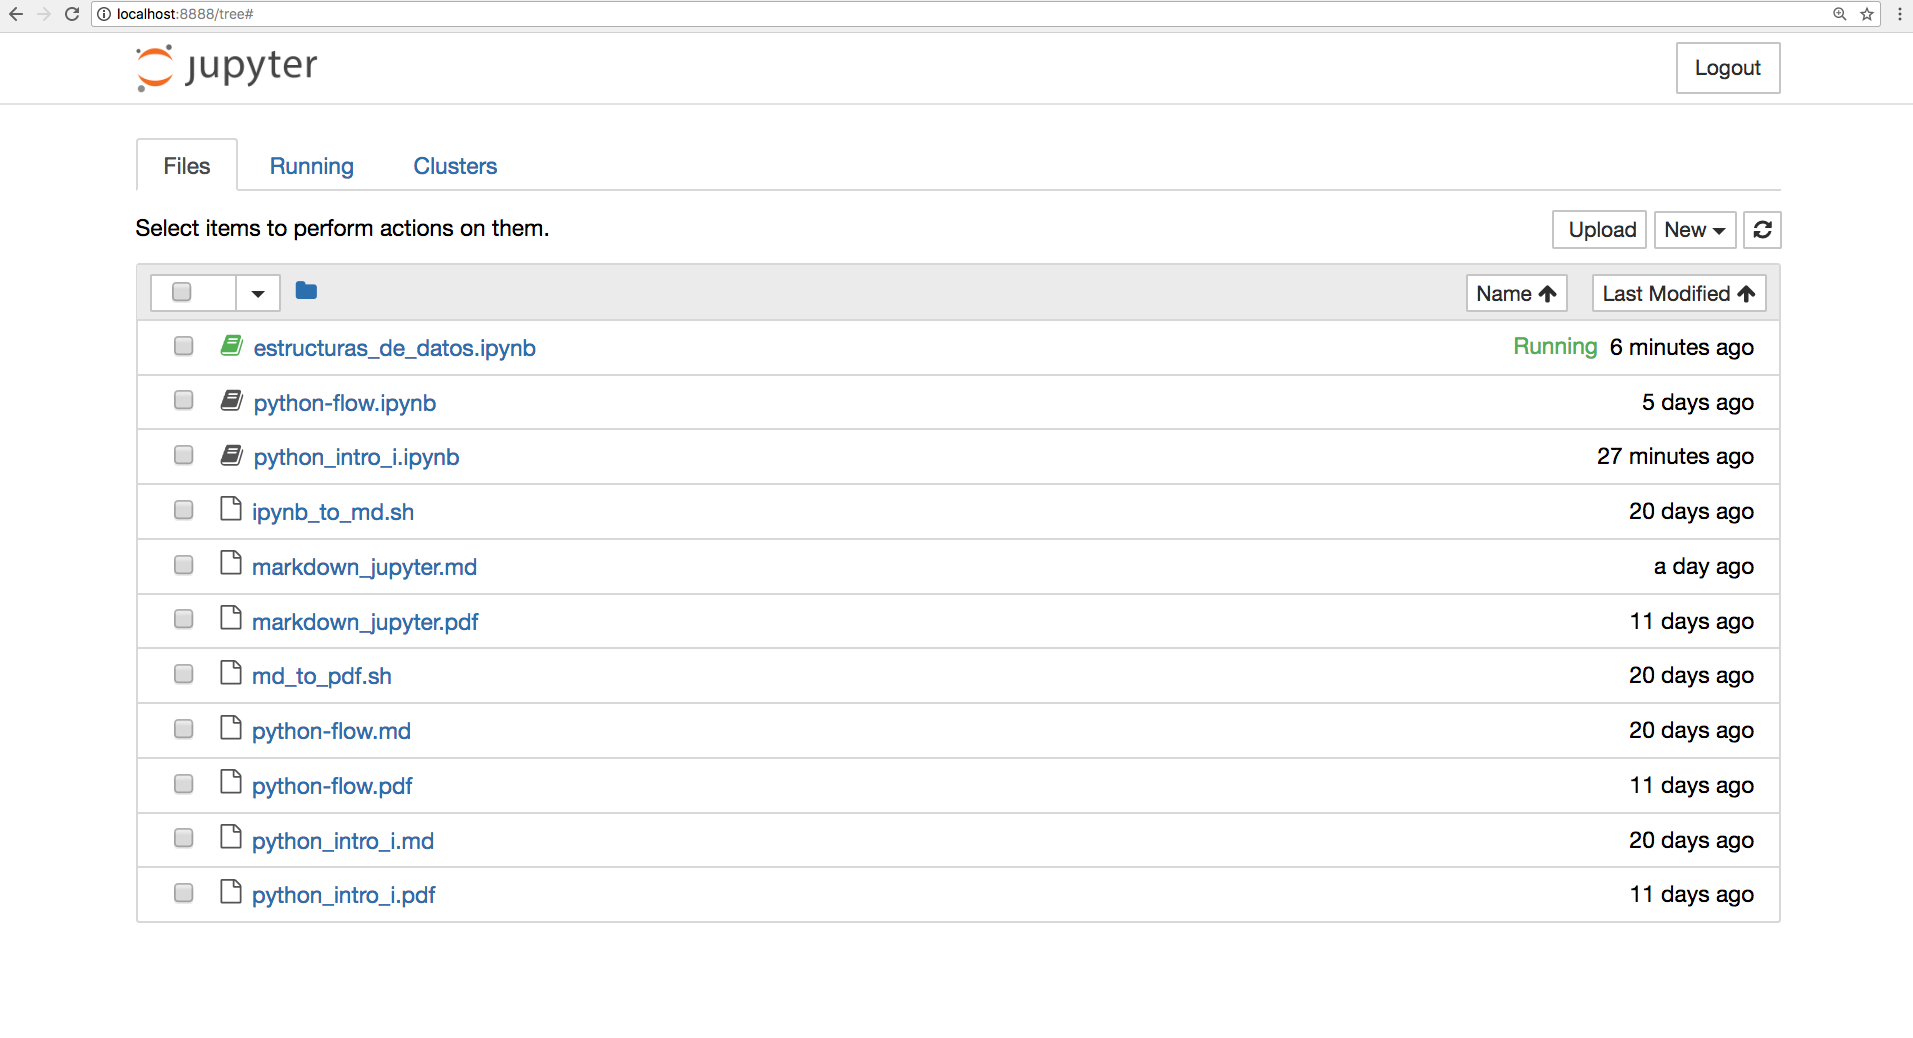 localhost:8888/tree#
jupyter
Logout
Files Running Clusters
Select items to perform actions on them.
Upload New
Name Last Modified
estructuras_de_datos.ipynb Running 6 minutes ago
python-flow.ipynb 5 days ago
python_intro_i.ipynb 27 minutes ago
ipynb_to_md.sh 20 days ago
markdown_jupyter.md a day ago
markdown_jupyter.pdf 11 days ago
md_to_pdf.sh 20 days ago
python-flow.md 20 days ago
python-flow.pdf 11 days ago
python_intro_i.md 20 days ago
python_intro_i.pdf 11 days ago